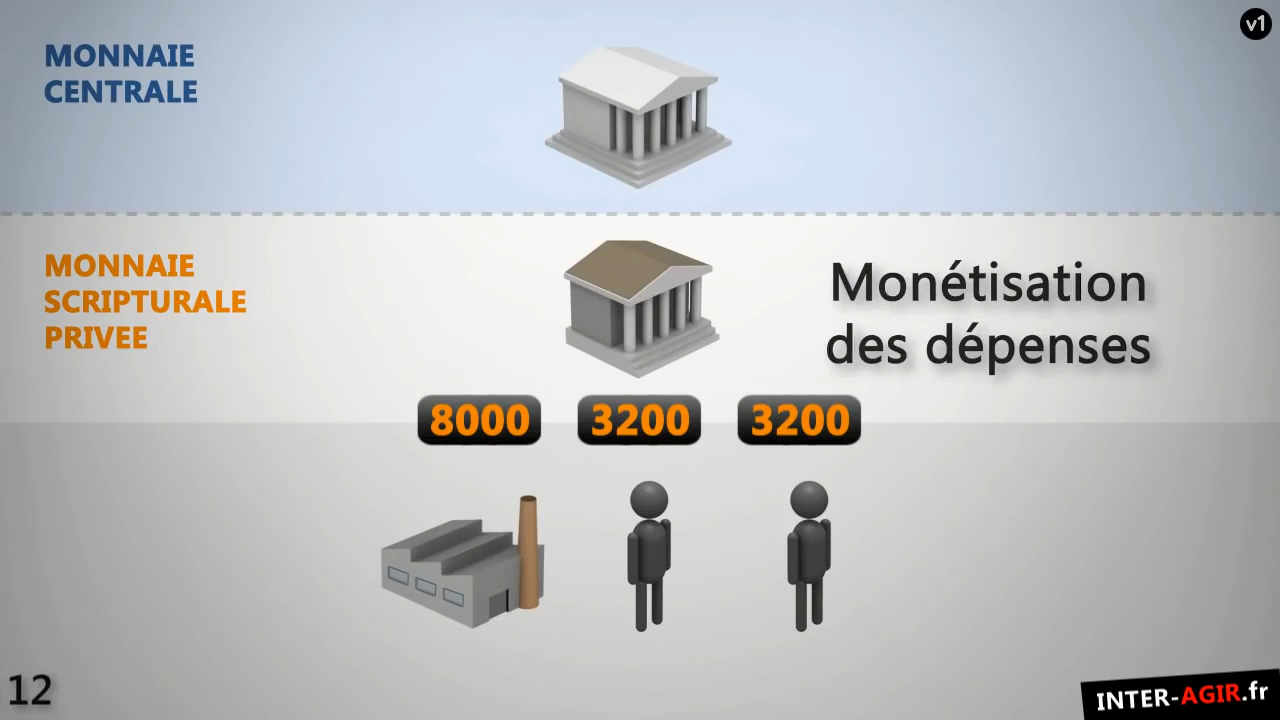 v1
MONNAIE
CENTRALE
MONNAIE
SCRIPTURALE
PRIVEE
Monétisation
des dépenses
8000 3200 3200
12
INTER-AGIR.fr